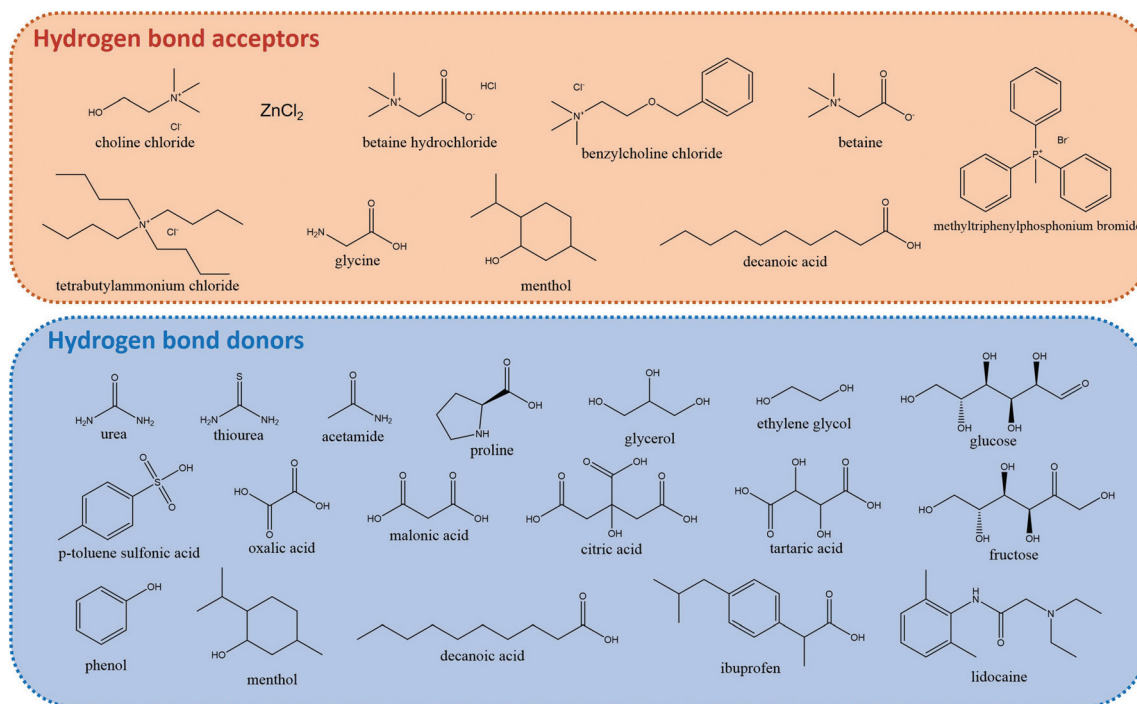 Hydrogen bond acceptors
HO
N⁺
Cl⁻
choline chloride
ZnCl₂
N⁺
O
O⁻
HCl
betaine hydrochloride
Cl⁻
N⁺
O
benzylcholine chloride
N⁺
O
O⁻
betaine
P⁺
Br⁻
methyltriphenylphosphonium bromide
N⁺
Cl⁻
tetrabutylammonium chloride
H₂N
O
OH
glycine
HO
menthol
O
OH
decanoic acid
Hydrogen bond donors
O
NH₂
NH₂
urea
S
H₂N
NH₂
thiourea
O
NH₂
acetamide
O
OH
NH
proline
OH
HO
OH
glycerol
OH
HO
ethylene glycol
OH
OH
HO
O
OH
OH
glucose
O
OH
S
O
p-toluene sulfonic acid
O
HO
OH
O
oxalic acid
O
O
HO
OH
malonic acid
O
OH
O
O
HO
OH
OH
citric acid
OH
O
HO
OH
O
OH
tartaric acid
OH
O
HO
OH
OH
OH
fructose
OH
phenol
HO
menthol
O
OH
decanoic acid
O
OH
ibuprofen
H
N
O
N
lidocaine